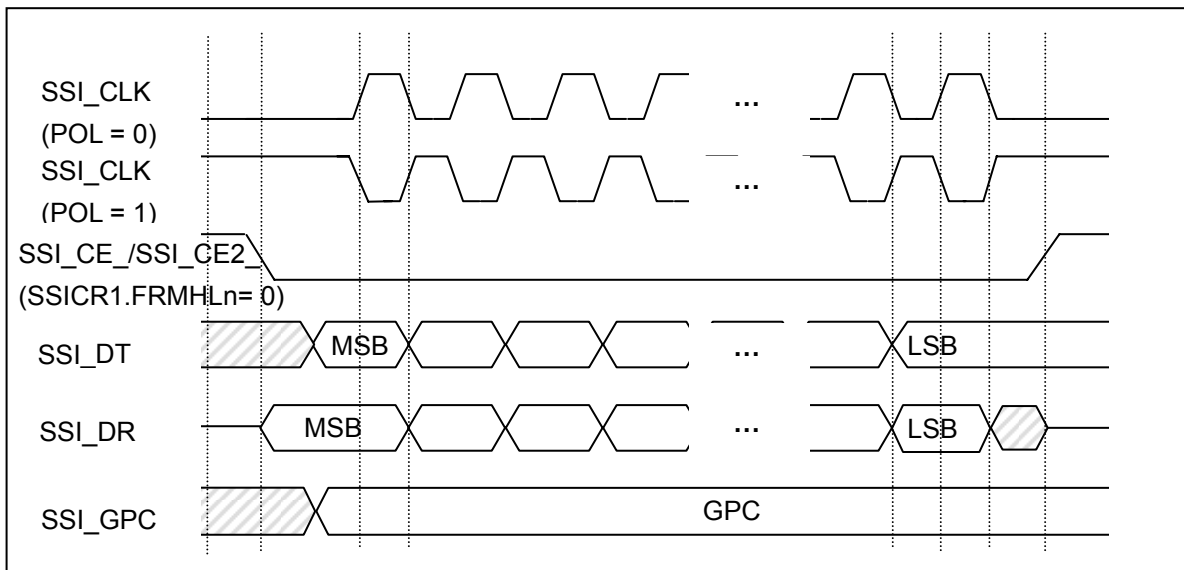 SSI_CLK
(POL = 0)
...
SSI_CLK
(POL = 1)
...
SSI_CE_/SSI_CE2_
(SSICR1.FRMHLn= 0)
SSI_DT
MSB
...
LSB
SSI_DR
MSB
...
LSB
SSI_GPC
GPC